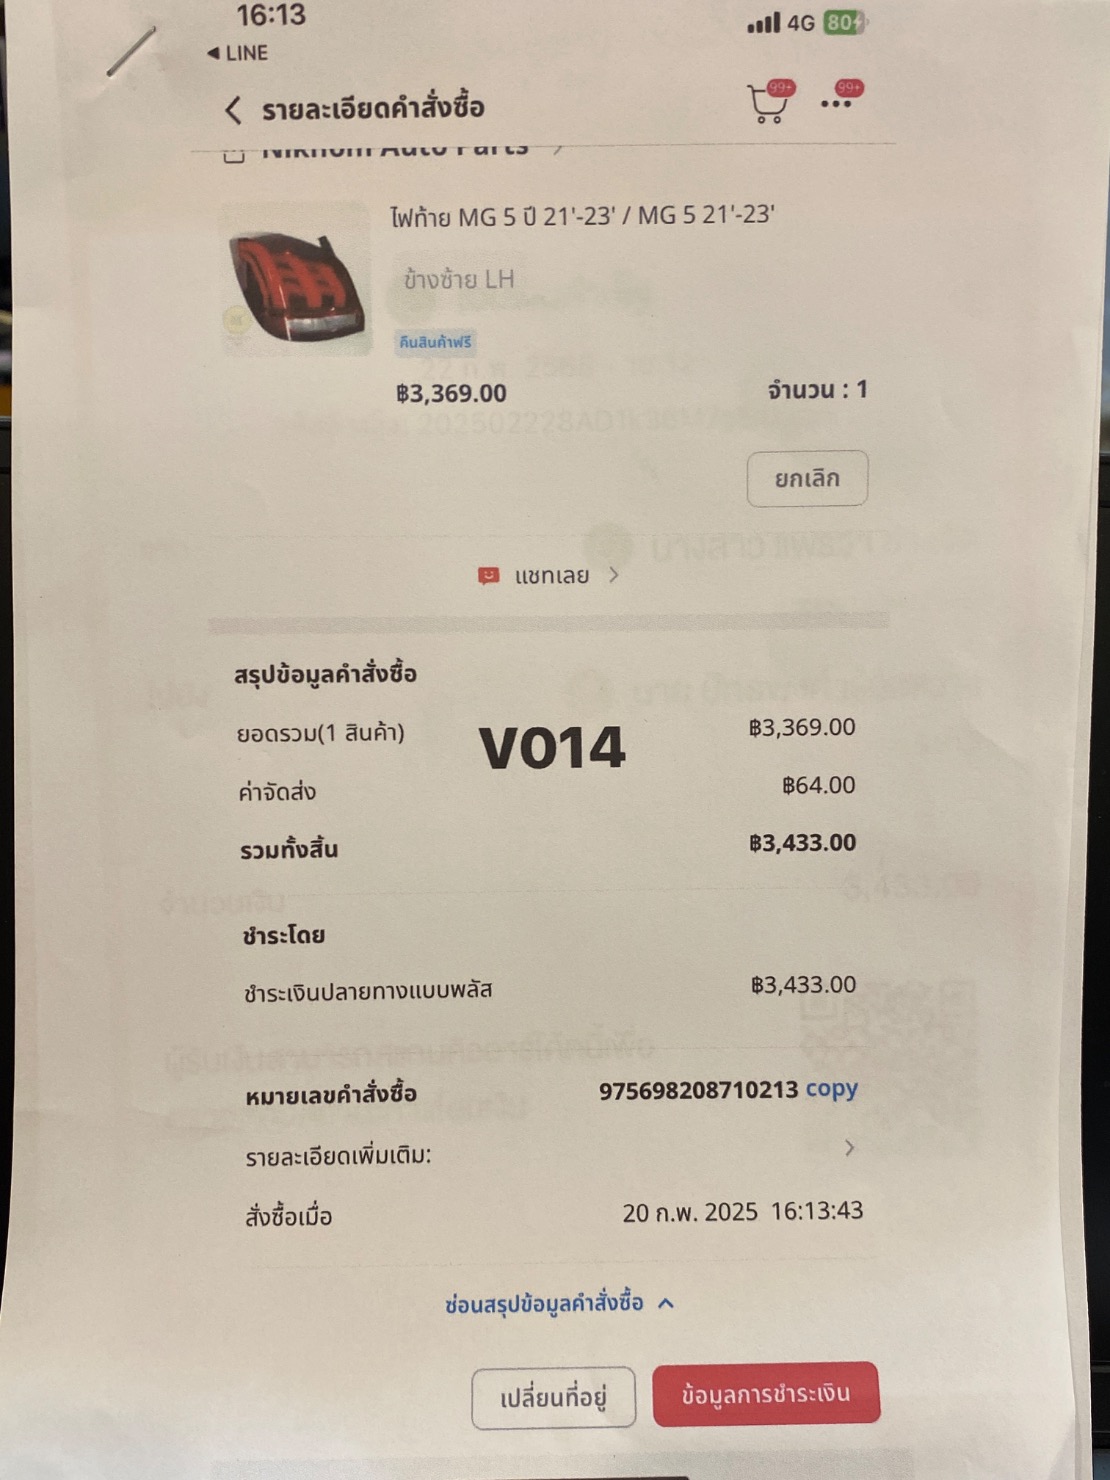 16:13 4G 80
LINE
รายละเอียดคำสั่งซื้อ 99+ 99+
Nikhom Auto Parts
ไฟท้าย MG 5 ปี 21'-23' / MG 5 21'-23'
ข้างซ้าย LH
คืนสินค้าฟรี
฿3,369.00 จำนวน : 1
ยกเลิก
แชทเลย
สรุปข้อมูลคำสั่งซื้อ
ยอดรวม(1 สินค้า) ฿3,369.00
VO14
ค่าจัดส่ง ฿64.00
รวมทั้งสิ้น ฿3,433.00
ชำระโดย
ชำระเงินปลายทางแบบพลัส ฿3,433.00
หมายเลขคำสั่งซื้อ 975698208710213 copy
รายละเอียดเพิ่มเติม:
สั่งซื้อเมื่อ 20 ก.พ. 2025 16:13:43
ซ่อนสรุปข้อมูลคำสั่งซื้อ
เปลี่ยนที่อยู่ ข้อมูลการชำระเงิน